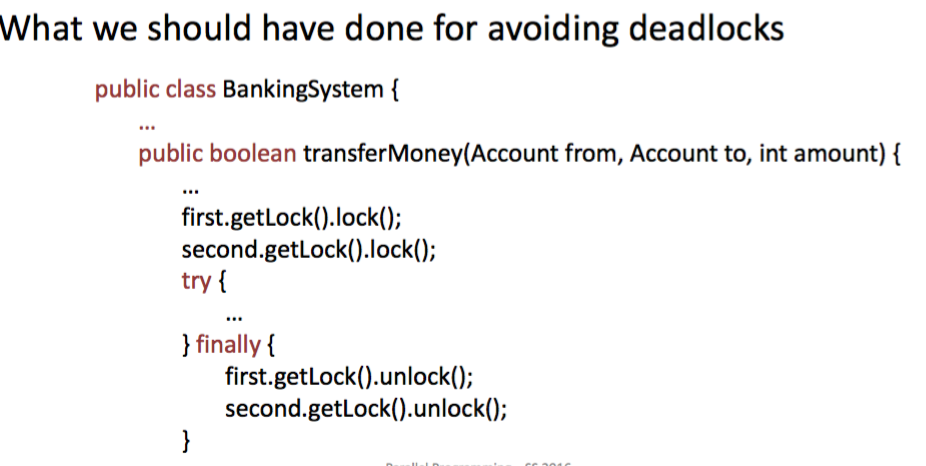 What we should have done for avoiding deadlocks
public class BankingSystem {
...
public boolean transferMoney(Account from, Account to, int amount) {
...
first.getLock().lock();
second.getLock().lock();
try {
...
} finally {
first.getLock().unlock();
second.getLock().unlock();
}